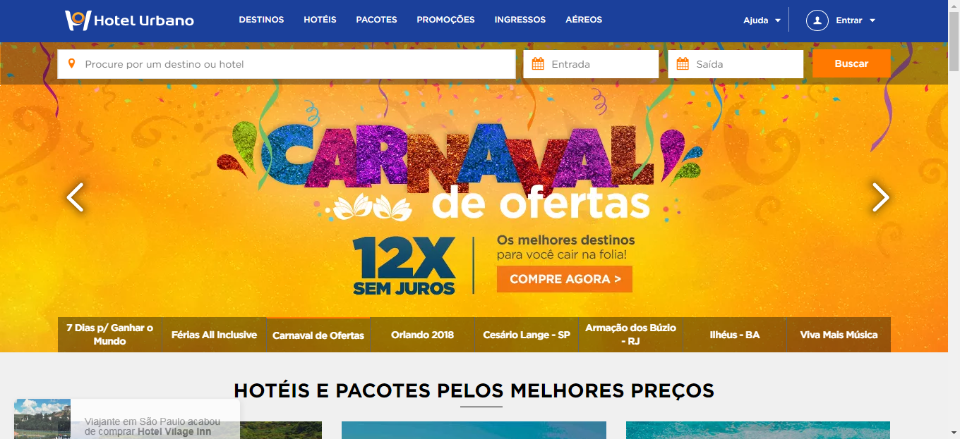 Hotel Urbano
DESTINOS
HOTÉIS
PACOTES
PROMOÇÕES
INGRESSOS
AÉREOS
Ajuda
Entrar
Procure por um destino ou hotel
Entrada
Saída
Buscar
CARNAVAL
de ofertas
12X
SEM JUROS
Os melhores destinos
para você cair na folia!
COMPRE AGORA >
7 Dias p/ Ganhar o
Mundo
Férias All Inclusive
Carnaval de Ofertas
Orlando 2018
Cesário Lange - SP
Armação dos Búzio
- RJ
Ilhéus - BA
Viva Mais Música
HOTÉIS E PACOTES PELOS MELHORES PREÇOS
Viajante em São Paulo acabou
de comprar Hotel Vilage Inn